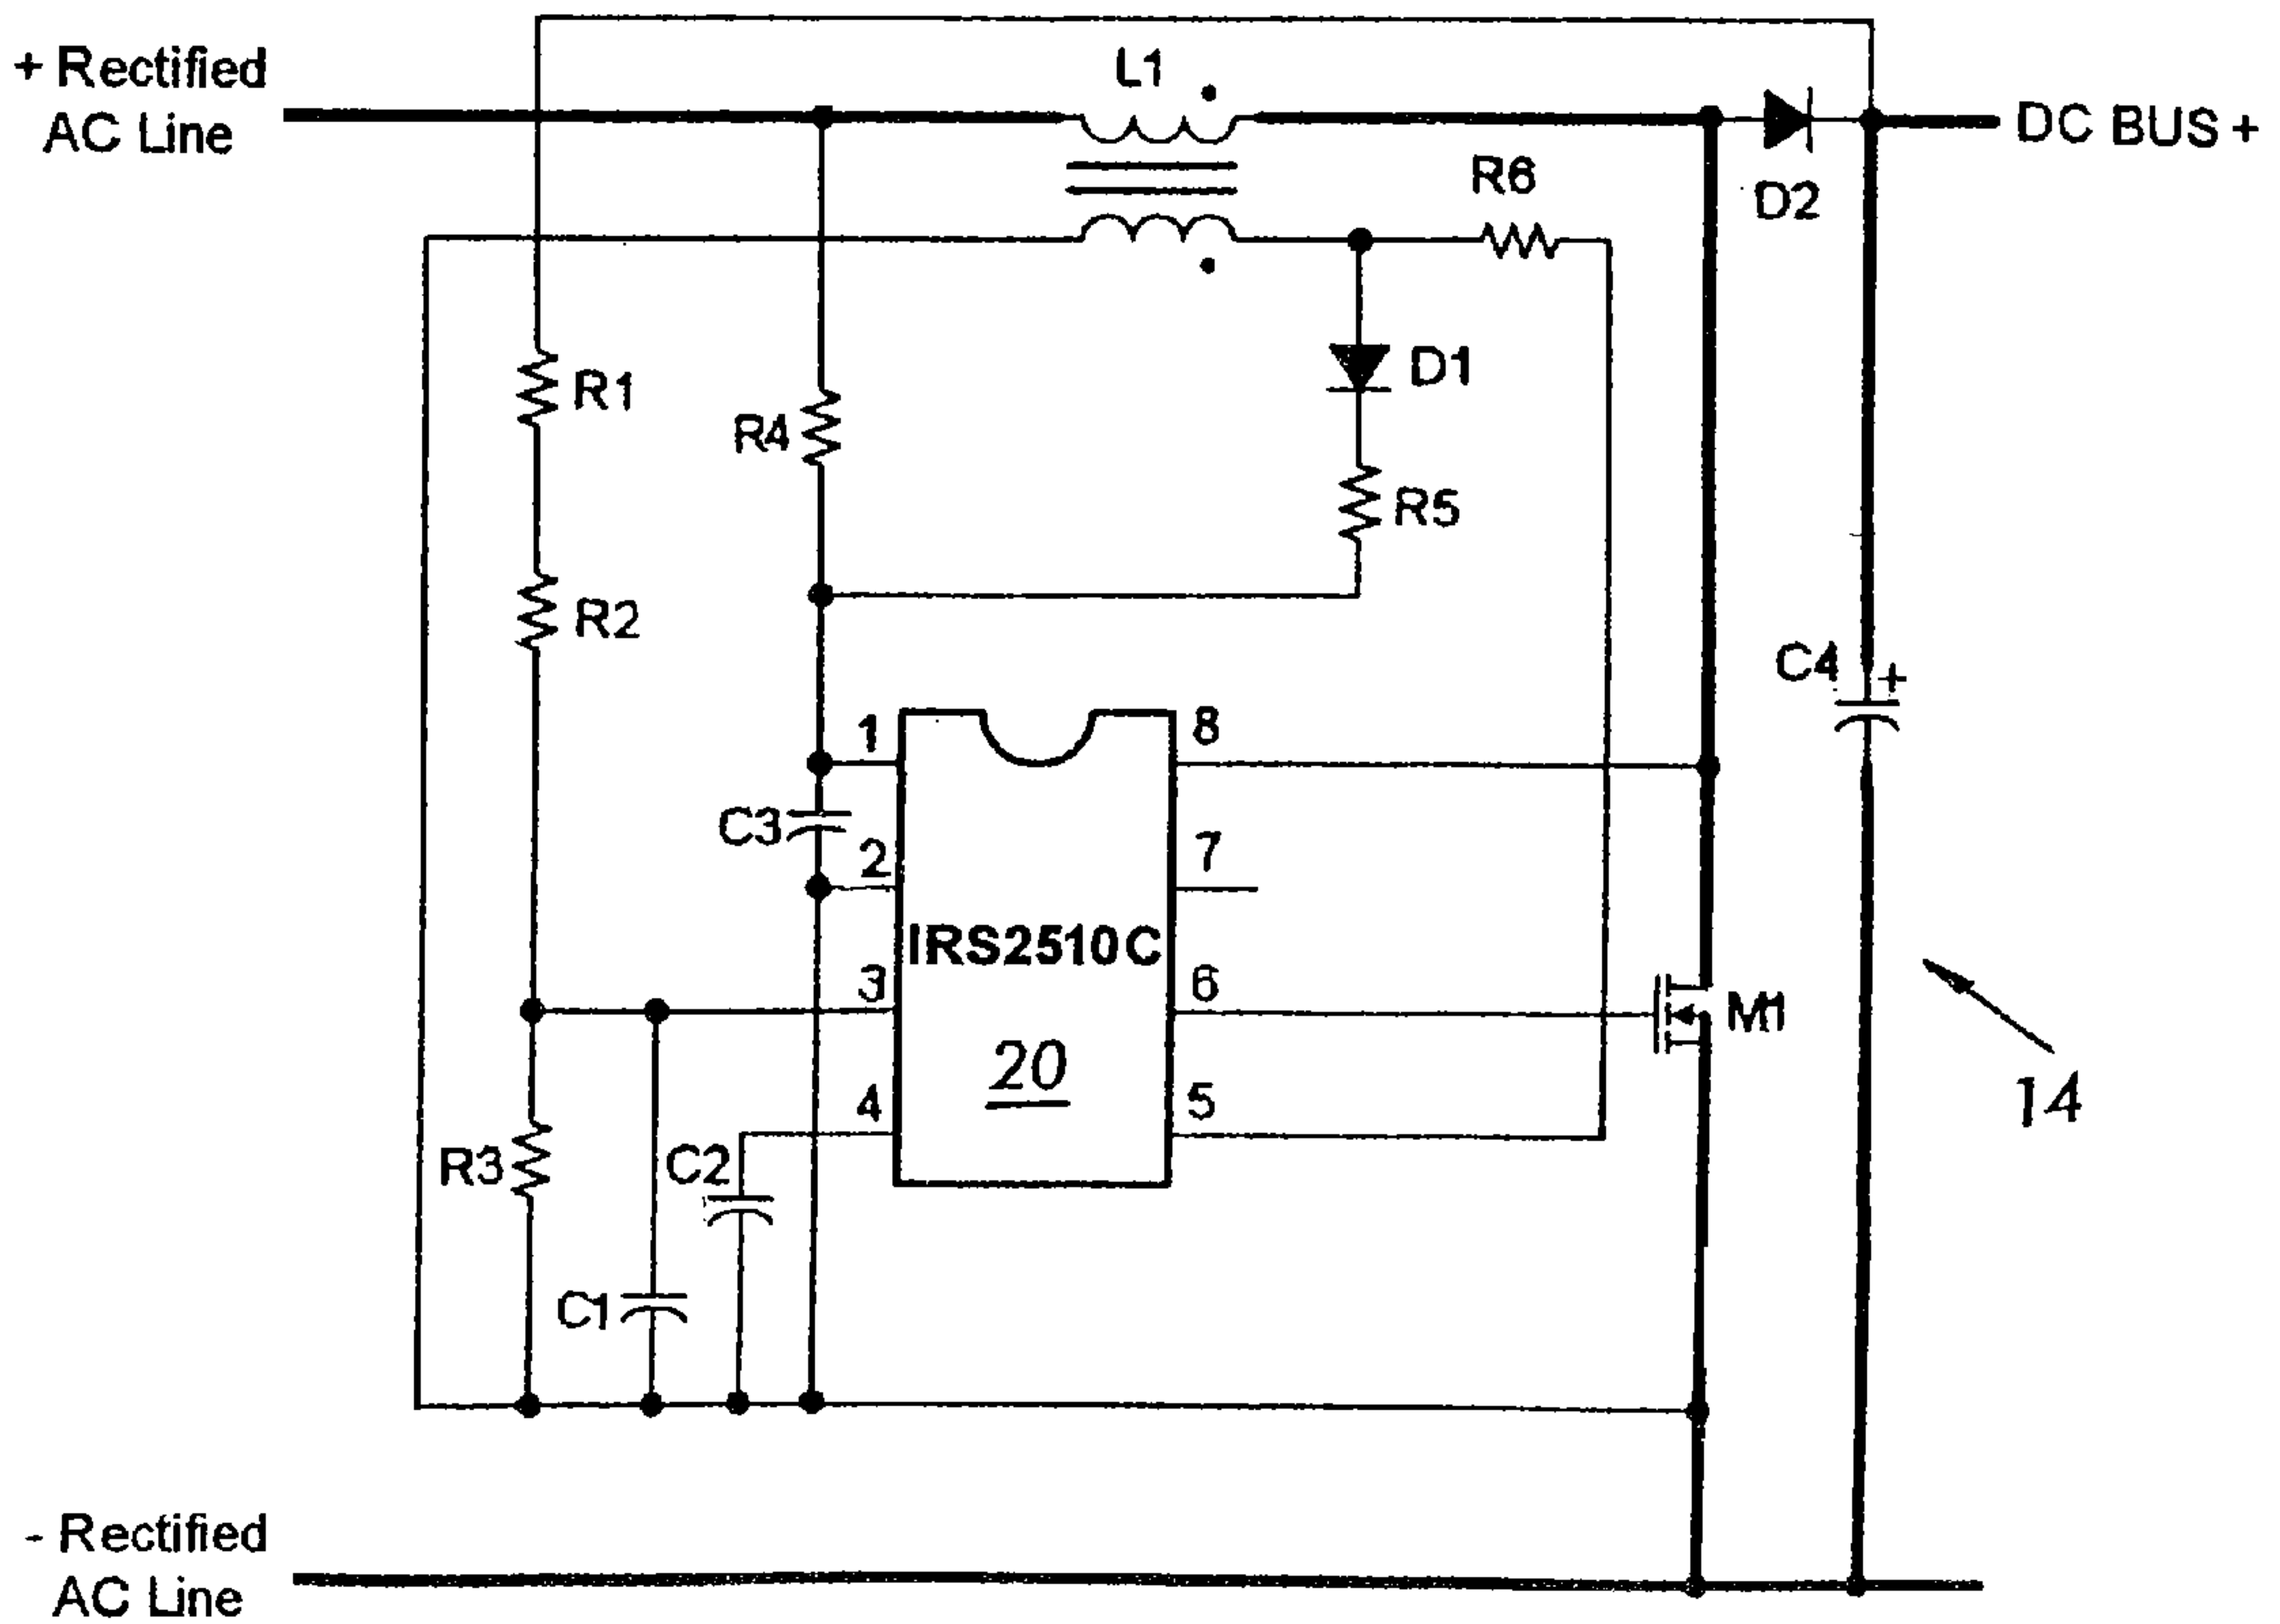 + Rectified
AC Line
L1
DC BUS +
R6
D2
R1
R4
D1
R5
R2
C4
+
1
8
C3
2
7
IRS2510C
3
6
M1
20
4
5
14
R3
C2
C1
- Rectified
AC Line